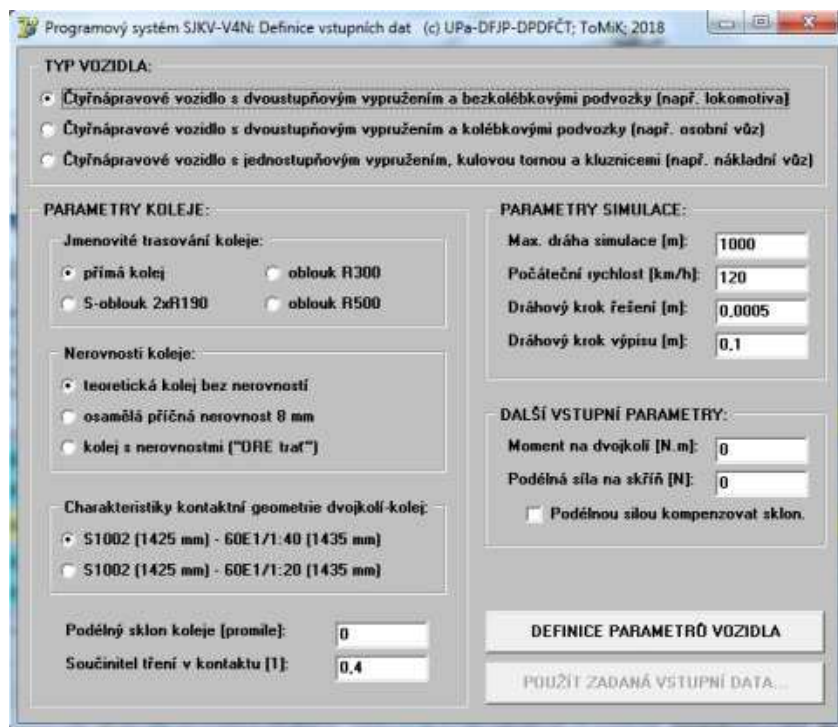 Programový systém SJKV-V4N: Definice vstupních dat (c) UPa-DFJP-DPDFČT; ToMiK; 2018
TYP VOZIDLA:
Čtyřnápravové vozidlo s dvoustupňovým vypružením a bezkolébkovými podvozky (např. lokomotiva)
Čtyřnápravové vozidlo s dvoustupňovým vypružením a kolébkovými podvozky (např. osobní vůz)
Čtyřnápravové vozidlo s jednostupňovým vypružením, kulovou tornou a kluznicemi (např. nákladní vůz)
PARAMETRY KOLEJE:
Jmenovité trasování koleje:
přímá kolej
oblouk R300
S-oblouk 2xR190
oblouk R500
Nerovnosti koleje:
teoretická kolej bez nerovností
osamělá příčná nerovnost 8 mm
kolej s nerovnostmi ("ORE trať")
Charakteristiky kontaktní geometrie dvojkolí-kolej:
S1002 (1425 mm) - 60E1/1:40 (1435 mm)
S1002 (1425 mm) - 60E1/1:20 (1435 mm)
Podélný sklon koleje [promile]: 0
Součinitel tření v kontaktu [1]: 0,4
PARAMETRY SIMULACE:
Max. dráha simulace [m]: 1000
Počáteční rychlost [km/h]: 120
Dráhový krok řešení [m]: 0,0005
Dráhový krok výpisu [m]: 0,1
DALŠÍ VSTUPNÍ PARAMETRY:
Moment na dvojkolí [N.m]: 0
Podélná síla na skříň [N]: 0
Podélnou silou kompenzovat sklon.
DEFINICE PARAMETRŮ VOZIDLA
POUŽÍT ZADANÁ VSTUPNÍ DATA...